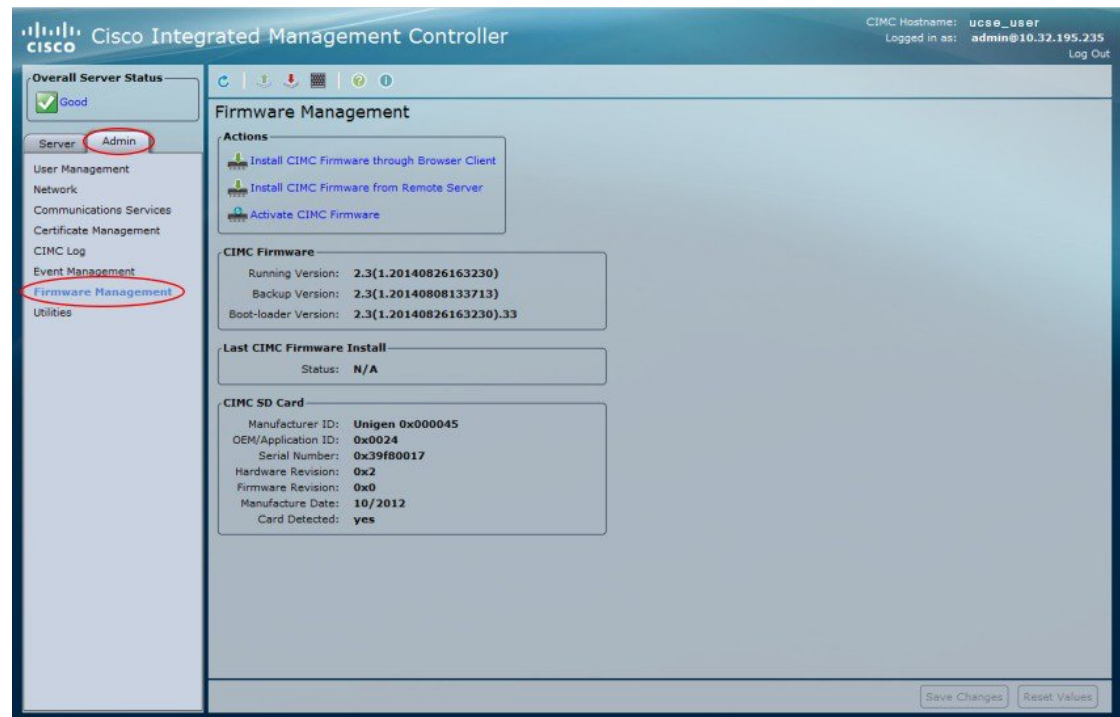 CISCO Cisco Integrated Management Controller
CIMC Hostname: ucse_user
Logged in as: admin@10.32.195.235
Log Out
Overall Server Status
Good
Server Admin
User Management
Network
Communications Services
Certificate Management
CIMC Log
Event Management
Firmware Management
Utilities
Firmware Management
Actions
Install CIMC Firmware through Browser Client
Install CIMC Firmware from Remote Server
Activate CIMC Firmware
CIMC Firmware
Running Version: 2.3(1.20140826163230)
Backup Version: 2.3(1.20140808133713)
Boot-loader Version: 2.3(1.20140826163230).33
Last CIMC Firmware Install
Status: N/A
CIMC SD Card
Manufacturer ID: Unigen 0x000045
OEM/Application ID: 0x0024
Serial Number: 0x39f80017
Hardware Revision: 0x2
Firmware Revision: 0x0
Manufacture Date: 10/2012
Card Detected: yes
Save Changes Reset Values